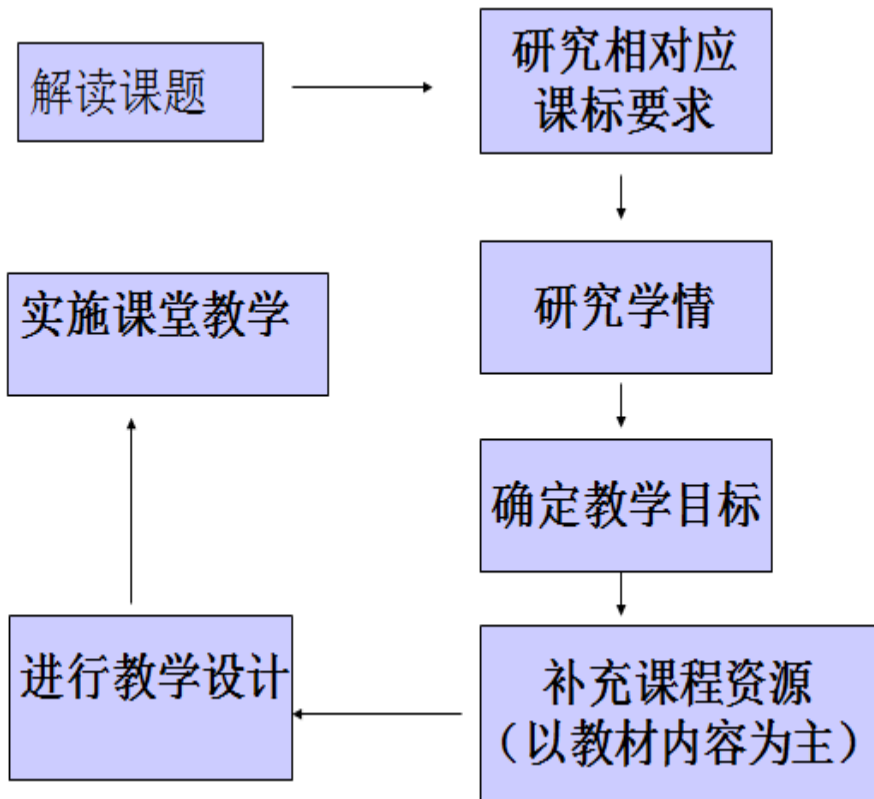 解读课题
研究相对应
课标要求
研究学情
确定教学目标
补充课程资源
（以教材内容为主）
进行教学设计
实施课堂教学